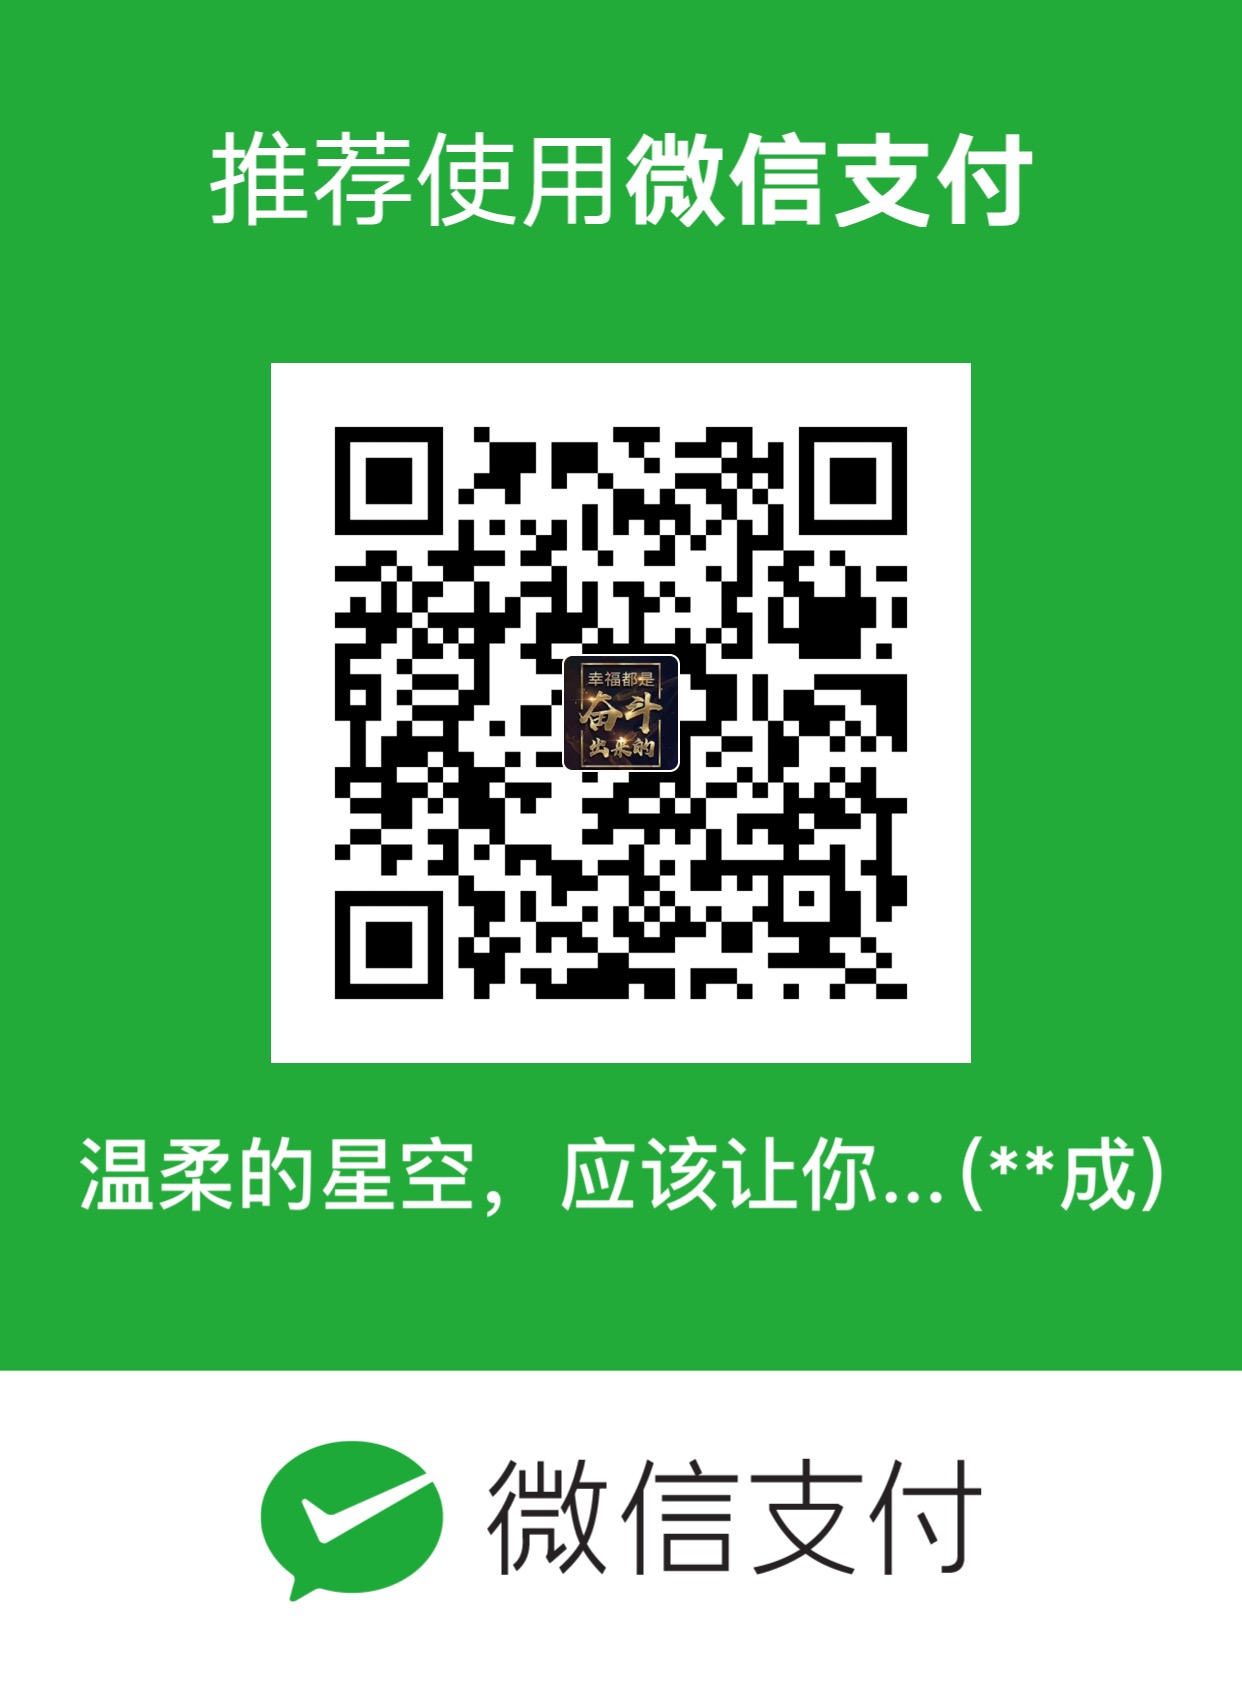 推荐使用微信支付
幸福都是
奋斗
出来的
温柔的星空，应该让你...(**成)
微信支付